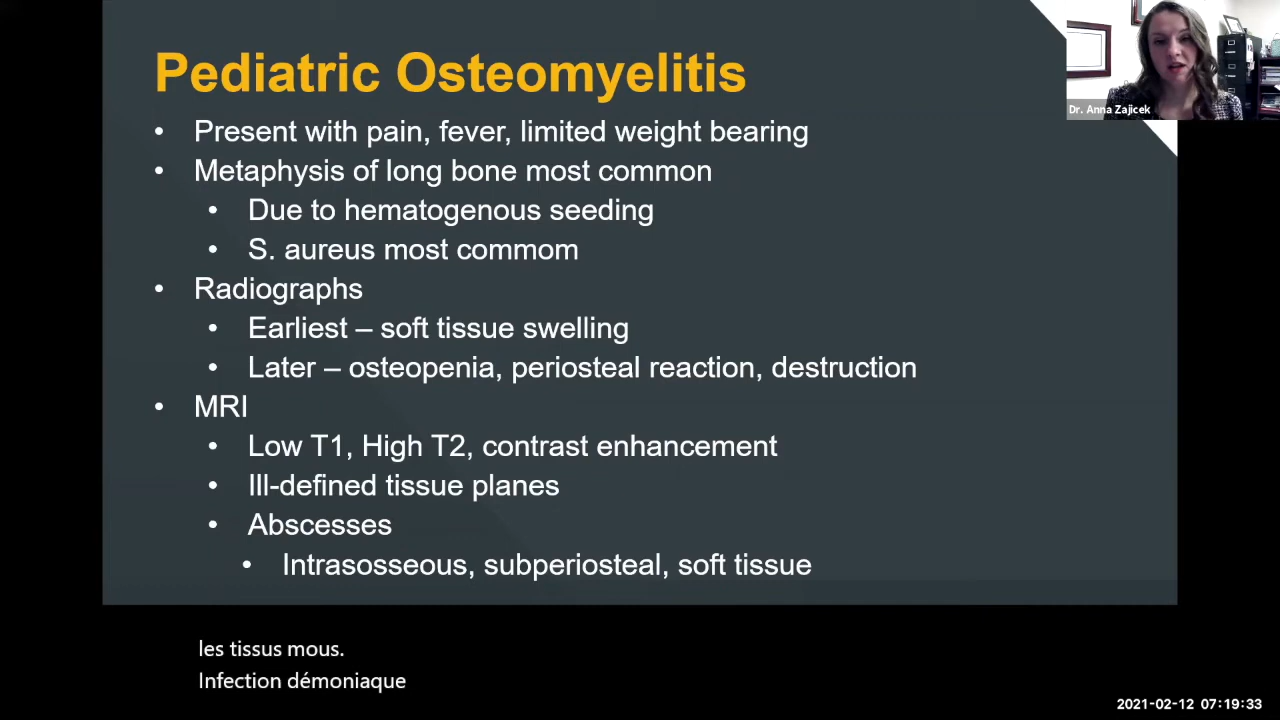 Pediatric Osteomyelitis
Dr. Anna Zajicek
• Present with pain, fever, limited weight bearing
• Metaphysis of long bone most common
• Due to hematogenous seeding
• S. aureus most commom
• Radiographs
• Earliest – soft tissue swelling
• Later – osteopenia, periosteal reaction, destruction
• MRI
• Low T1, High T2, contrast enhancement
• Ill-defined tissue planes
• Abscesses
• Intrasosseous, subperiosteal, soft tissue
les tissus mous.
Infection démoniaque
2021-02-12 07:19:33